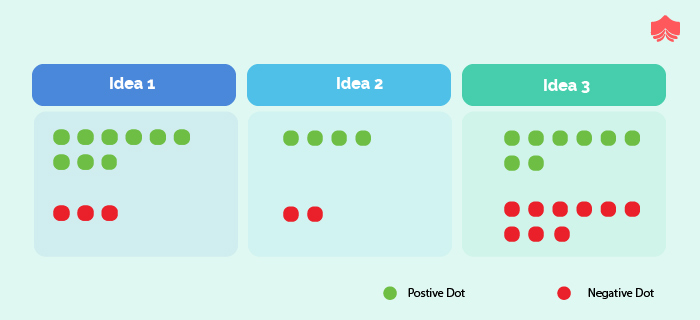 Idea 1
Idea 2
Idea 3
Postive Dot
Negative Dot